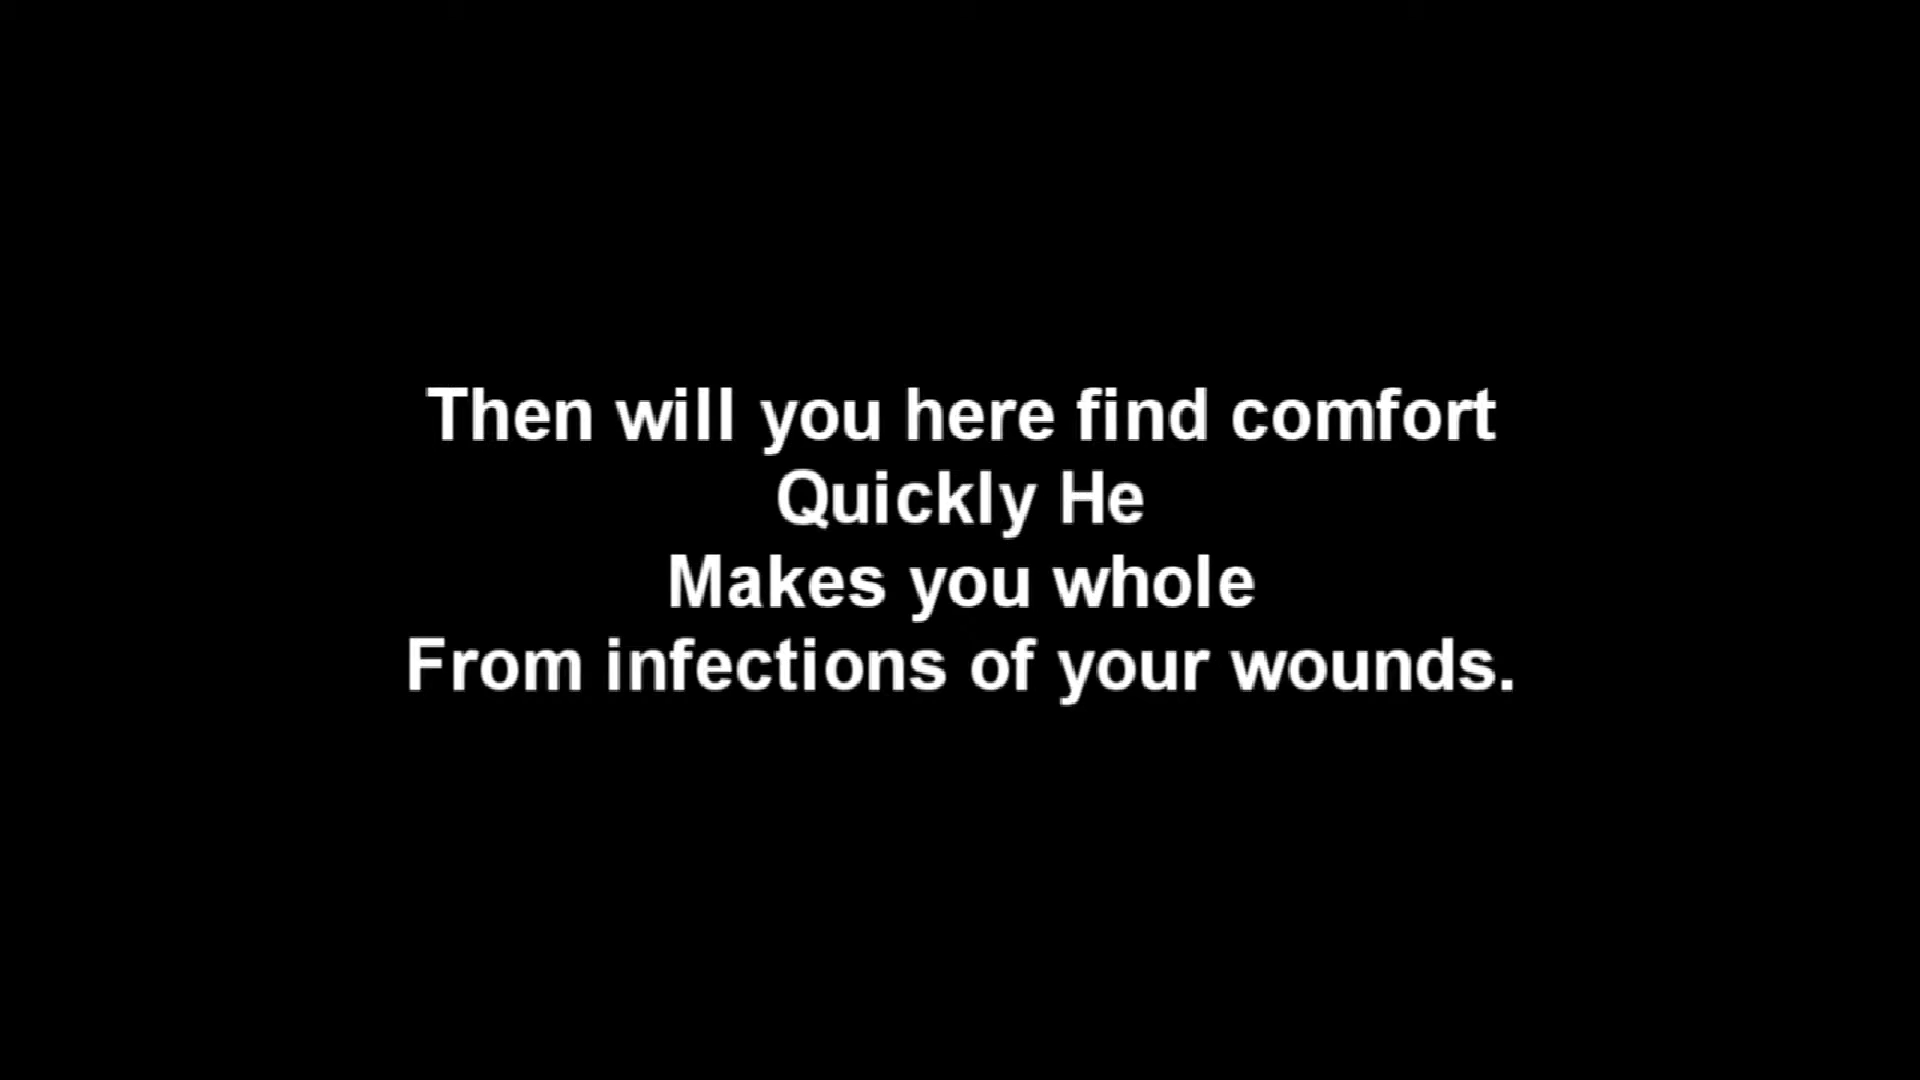 Then will you here find comfort
Quickly He
Makes you whole
From infections of your wounds.